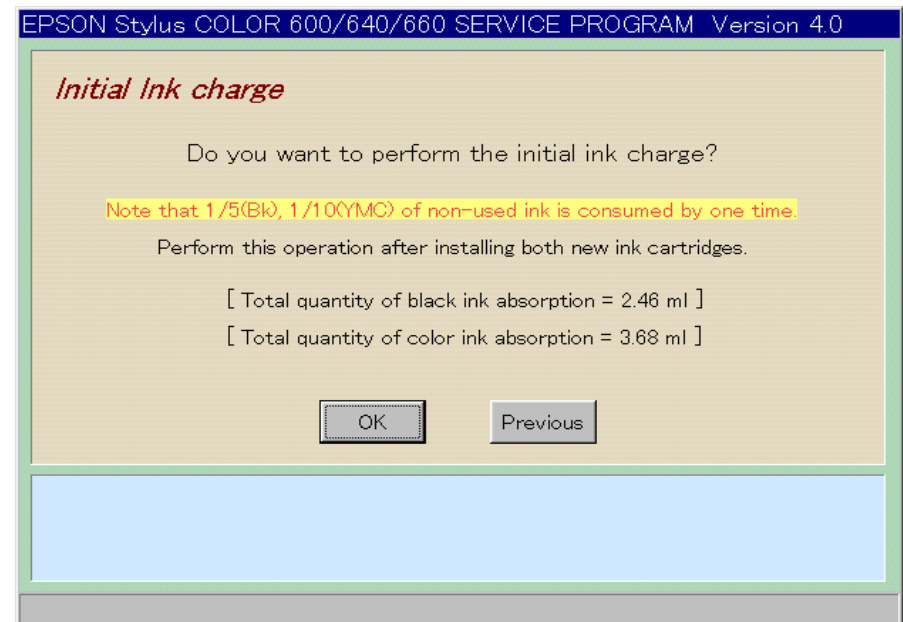 EPSON Stylus COLOR 600/640/660 SERVICE PROGRAM Version 4.0
Initial Ink charge
Do you want to perform the initial ink charge?
Note that 1/5(Bk), 1/10(YMC) of non-used ink is consumed by one time.
Perform this operation after installing both new ink cartridges.
[ Total quantity of black ink absorption = 2.46 ml ]
[ Total quantity of color ink absorption = 3.68 ml ]
OK Previous